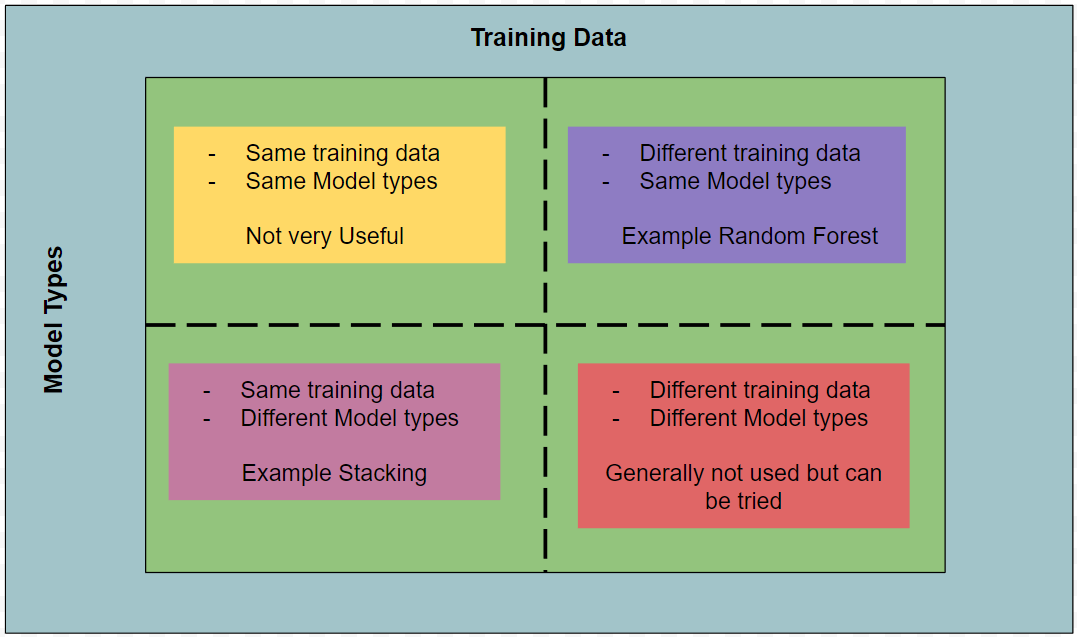 Training Data
Model Types
- Same training data
- Same Model types
Not very Useful
- Different training data
- Same Model types
Example Random Forest
- Same training data
- Different Model types
Example Stacking
- Different training data
- Different Model types
Generally not used but can
be tried